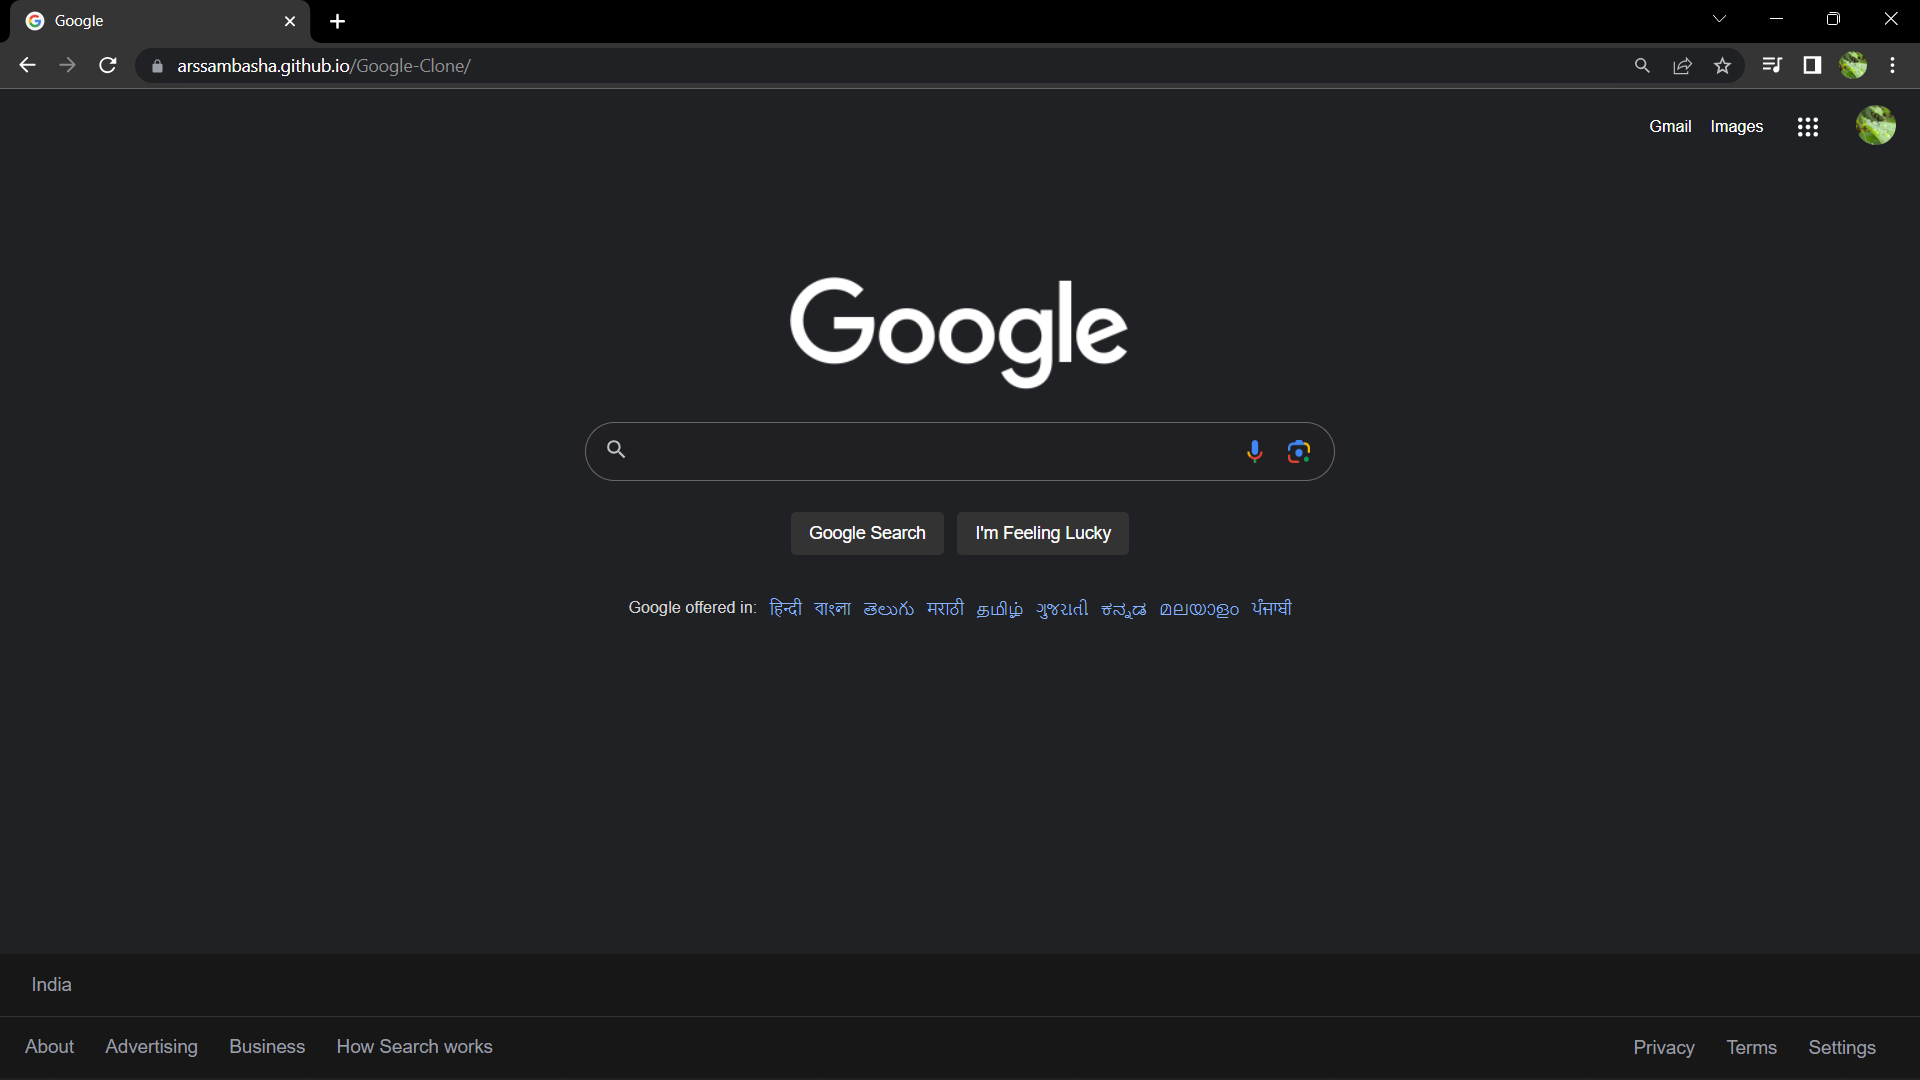 Google
arssambasha.github.io/Google-Clone/
Gmail Images
Google
Google Search I'm Feeling Lucky
Google offered in: हिन्दी বাংলা తెలుగు मराठी தமிழ் ગુજરાતી ಕನ್ನಡ മലയാളം ਪੰਜਾਬੀ
India
About Advertising Business How Search works Privacy Terms Settings